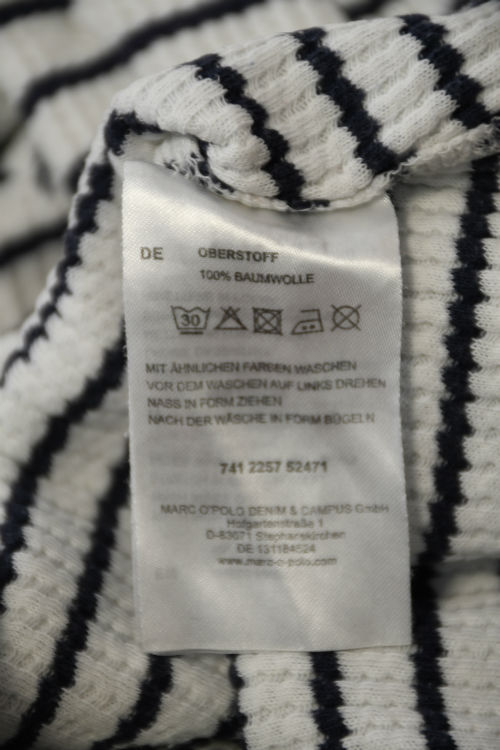 DE OBERSTOFF
100% BAUMWOLLE
30
MIT ÄHNLICHEN FARBEN WASCHEN
VOR DEM WASCHEN AUF LINKS DREHEN
NASS IN FORM ZIEHEN
NACH DER WÄSCHE IN FORM BÜGELN
741 2257 52471
MARC O'POLO DENIM & CAMPUS GmbH
Hofgartenstraße 1
D-83071 Stephanskirchen
DE 131184524
www.marc-o-polo.com